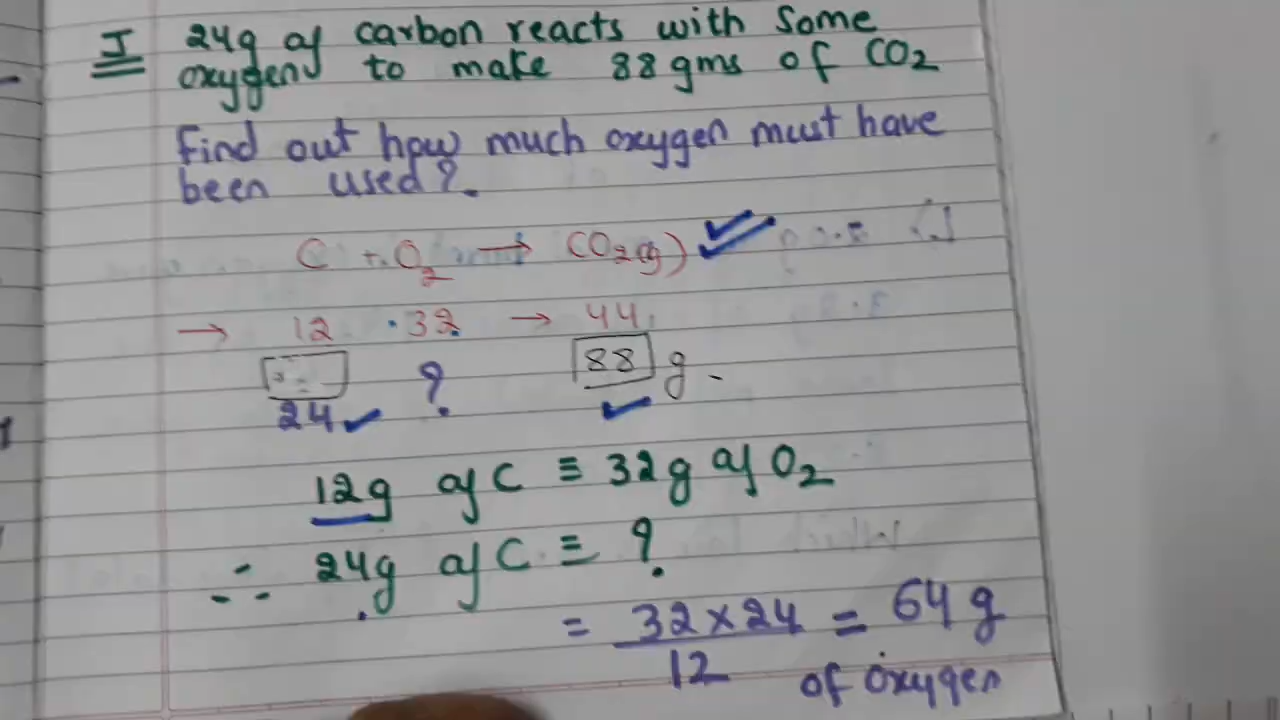 I 24g of carbon reacts with some
oxygen to make 88 gms of CO2
Find out how much oxygen must have
been used?.
C + O2 → CO2(g)
→ 12 . 32 → 44
88 g
24 ?
12g of C ≡ 32g of O2
∴ 24g of C ≡ ?
= 32 × 24 = 64 g
12 of oxygen